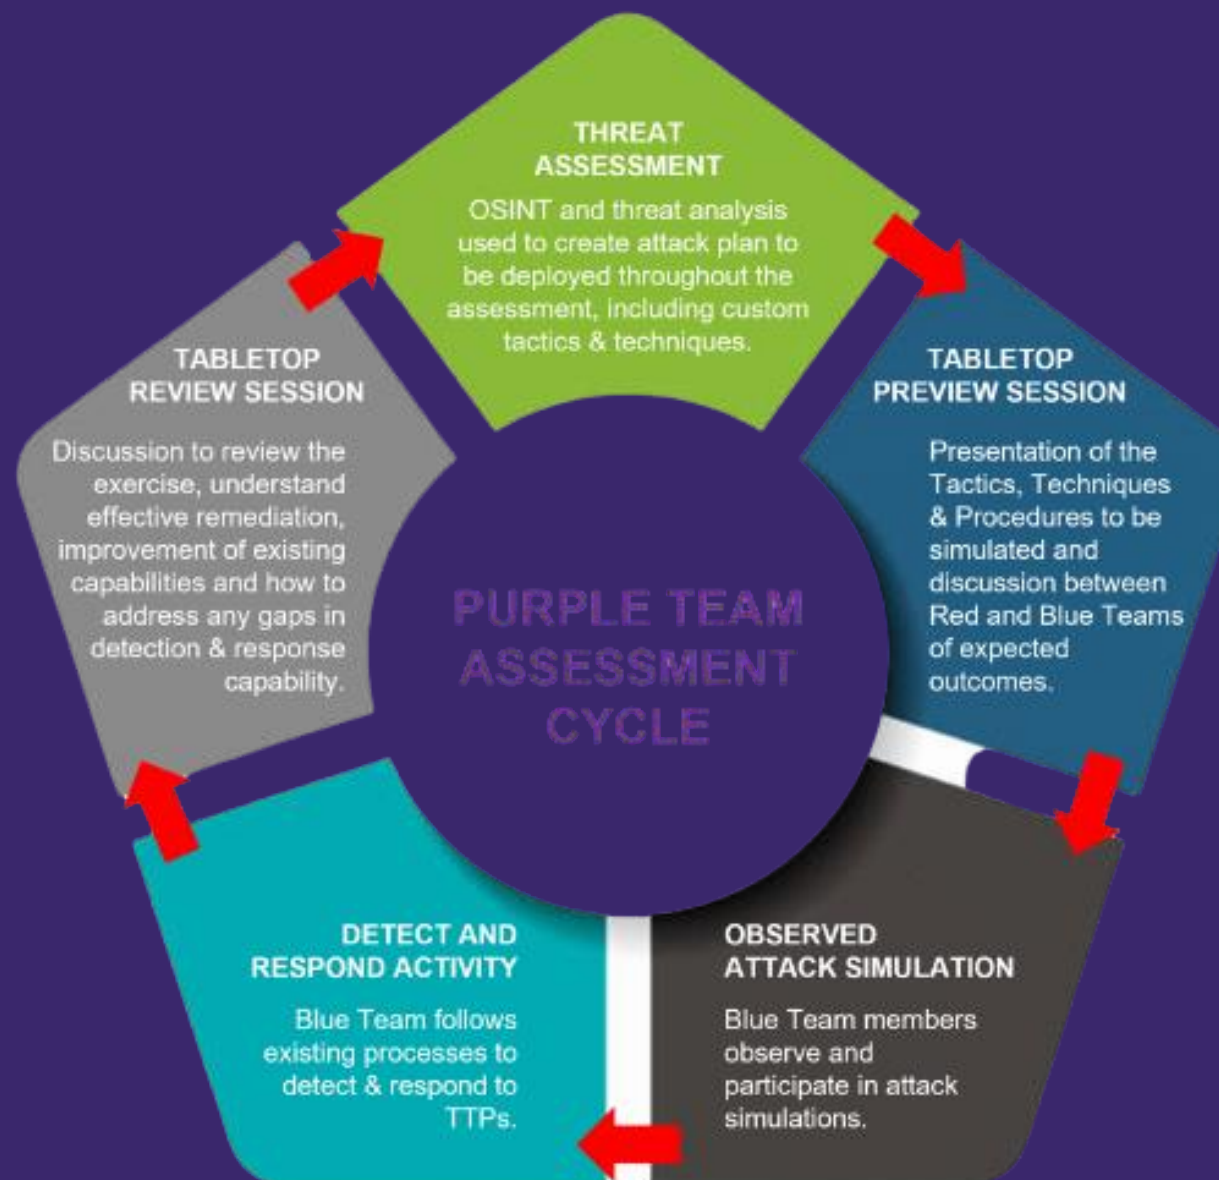 THREAT
ASSESSMENT
OSINT and threat analysis
used to create attack plan to
be deployed throughout the
assessment, including custom
tactics & techniques.
TABLETOP
PREVIEW SESSION
Presentation of the
Tactics, Techniques
& Procedures to be
simulated and
discussion between
Red and Blue Teams
of expected
outcomes.
OBSERVED
ATTACK SIMULATION
Blue Team members
observe and
participate in attack
simulations.
DETECT AND
RESPOND ACTIVITY
Blue Team follows
existing processes to
detect & respond to
TTPs.
TABLETOP
REVIEW SESSION
Discussion to review the
exercise, understand
effective remediation,
improvement of existing
capabilities and how to
address any gaps in
detection & response
capability.
PURPLE TEAM
ASSESSMENT
CYCLE